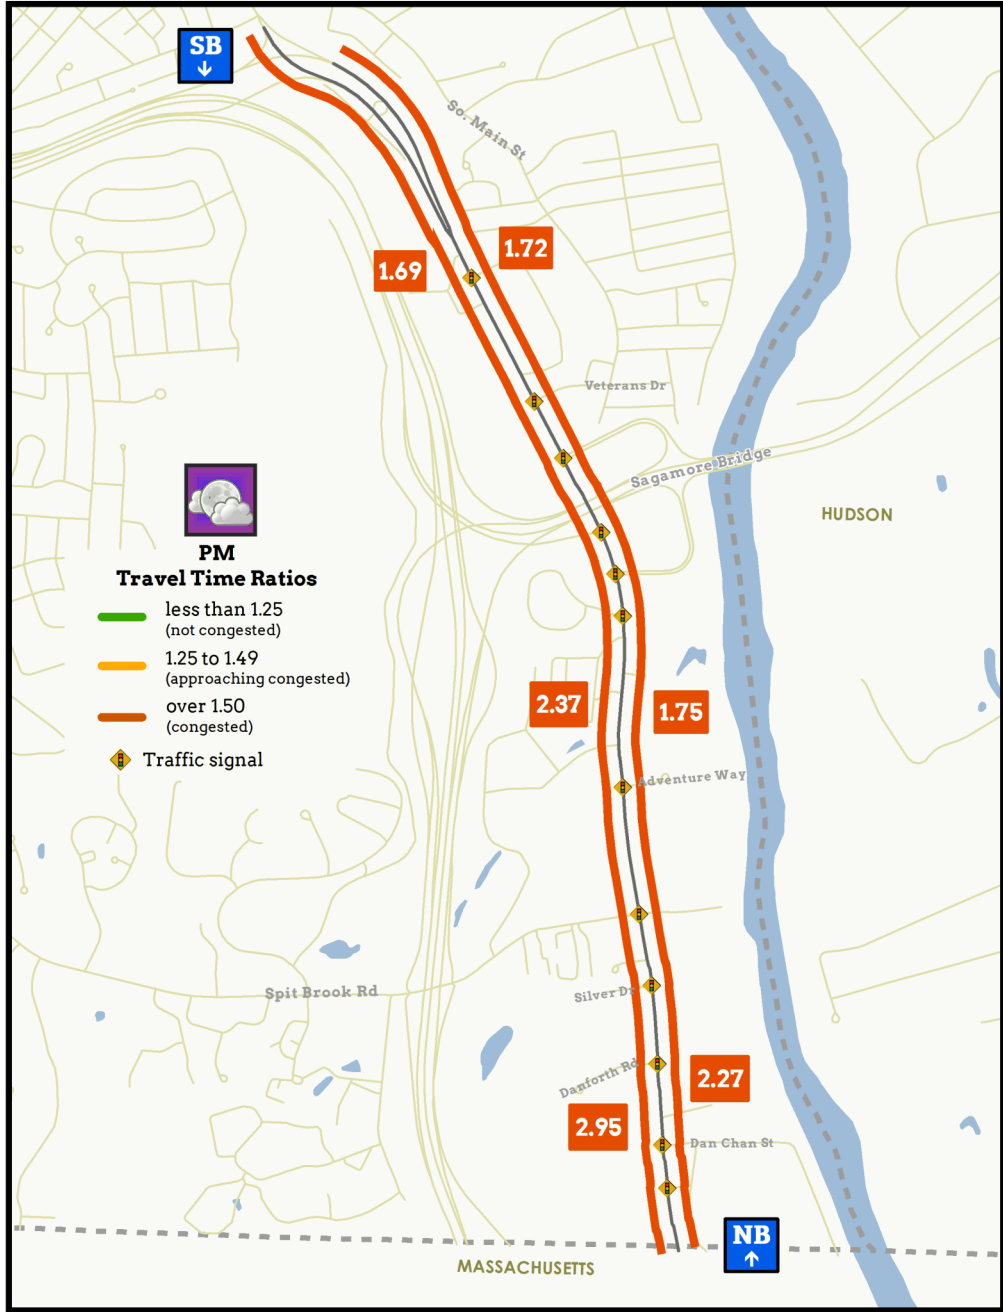 SB
So. Main St
1.72
1.69
Veterans Dr
Sagamore Bridge
HUDSON
PM
Travel Time Ratios
less than 1.25
(not congested)
1.25 to 1.49
(approaching congested)
over 1.50
(congested)
Traffic signal
2.37
1.75
Adventure Way
Silver Dr
Spit Brook Rd
Danforth Rd
2.27
2.95
Dan Chan St
NB
MASSACHUSETTS